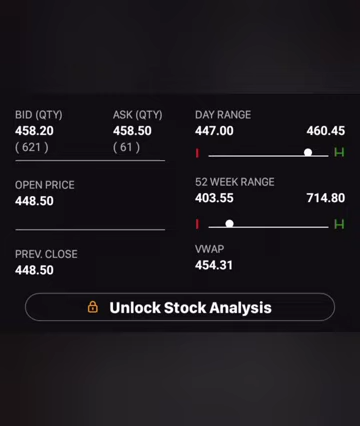 BID (QTY) ASK (QTY) DAY RANGE
458.20 458.50 447.00 460.45
( 621 ) ( 61 )
OPEN PRICE 52 WEEK RANGE
448.50 403.55 714.80
PREV. CLOSE VWAP
448.50 454.31
Unlock Stock Analysis